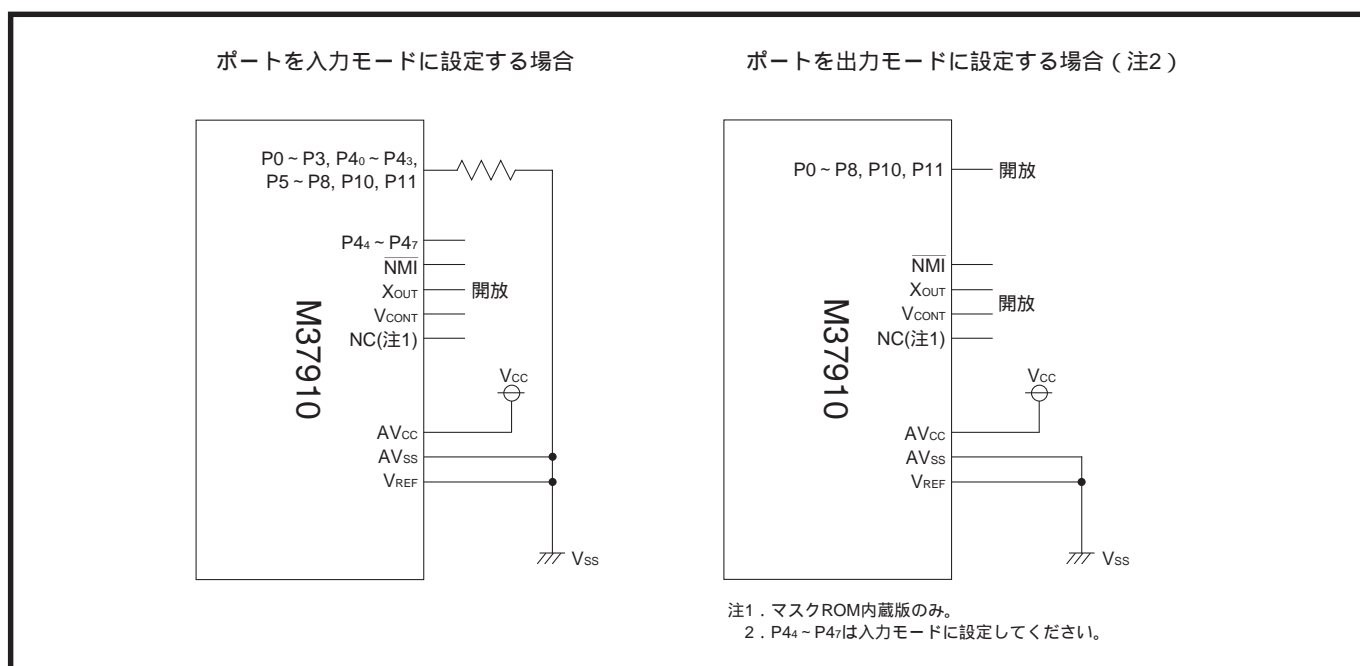 ポートを入力モードに設定する場合
P0～P3, P4₀～P4₃,
P5～P8, P10, P11
P4₄～P4₇
NMI
XOUT
開放
VCONT
NC(注1)
M37910
VCC
AVCC
AVSS
VREF
VSS
ポートを出力モードに設定する場合（注2）
P0～P8, P10, P11
開放
NMI
XOUT
開放
VCONT
NC(注1)
M37910
VCC
AVCC
AVSS
VREF
VSS
注1．マスクROM内蔵版のみ。
2．P4₄～P4₇は入力モードに設定してください。